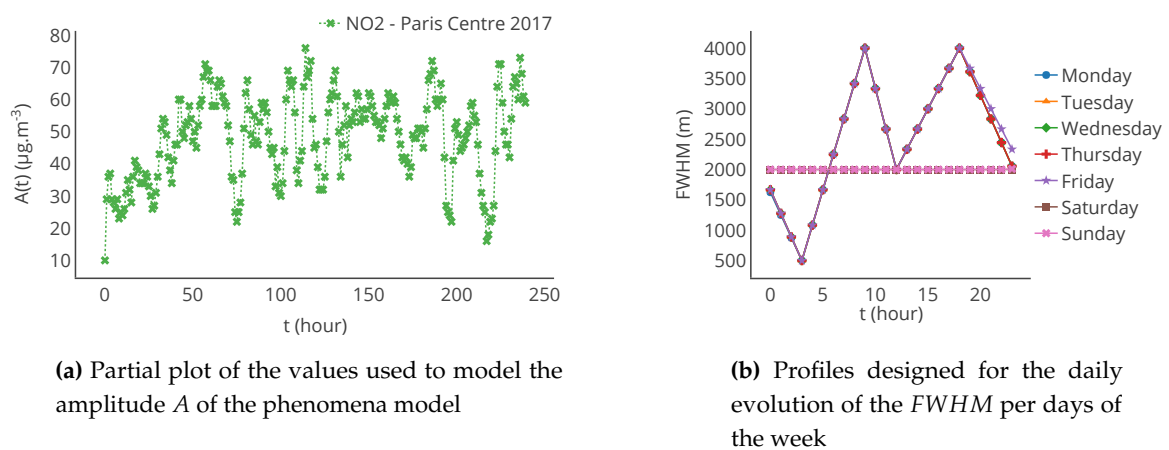 NO2 - Paris Centre 2017
80
70
60
50
40
30
20
10
A(t) (µg.m⁻³)
0 50 100 150 200 250
t (hour)
(a) Partial plot of the values used to model the
amplitude A of the phenomena model
4000
3500
3000
2500
2000
1500
1000
500
FWHM (m)
0 5 10 15 20
t (hour)
Monday
Tuesday
Wednesday
Thursday
Friday
Saturday
Sunday
(b) Profiles designed for the daily
evolution of the FWHM per days of
the week